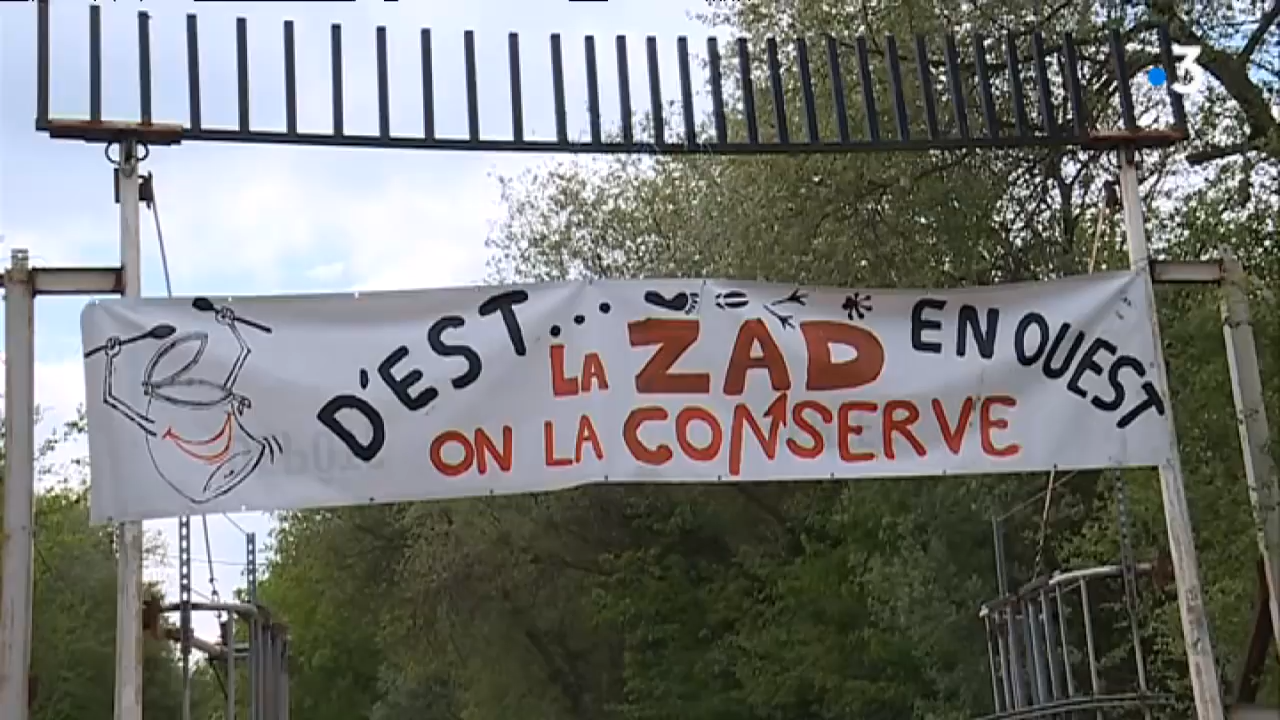 D'EST... LA ZAD EN OUEST
ON LA CONSERVE
3